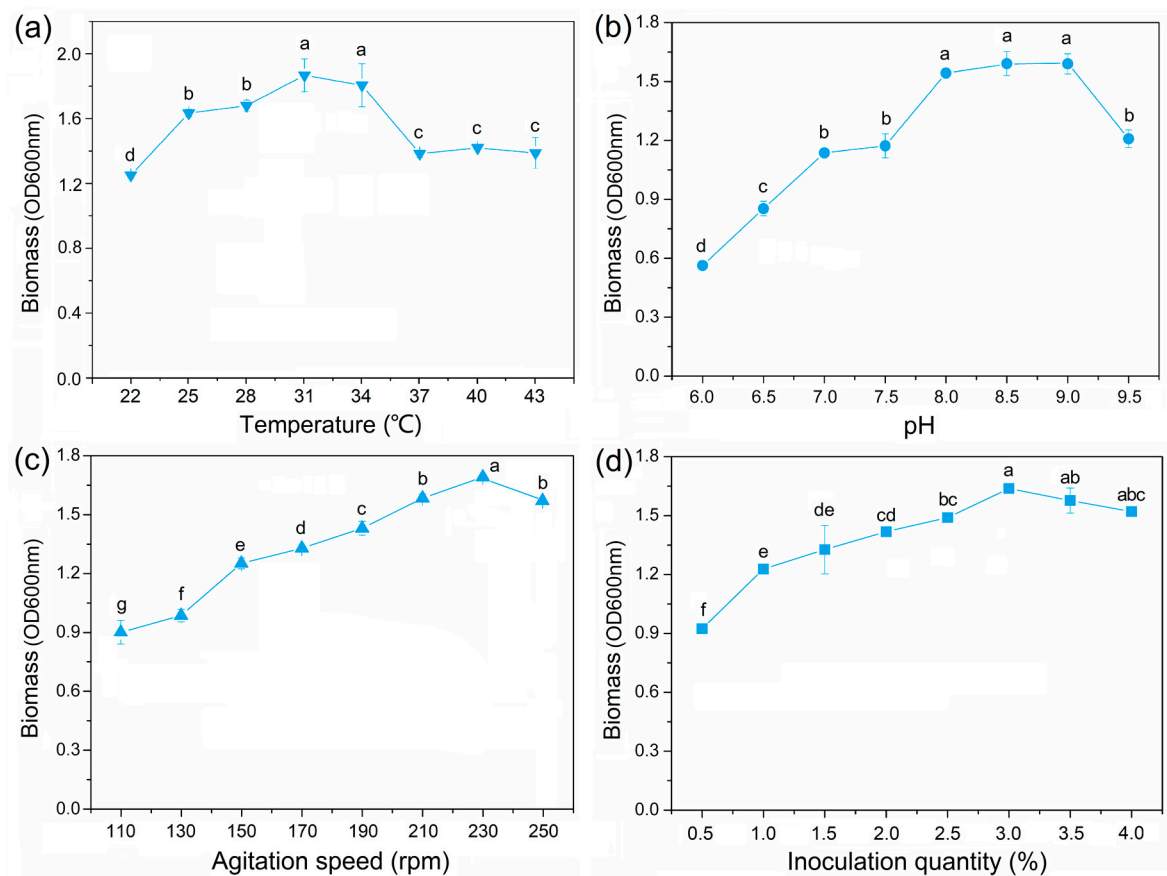 (a)
Biomass (OD600nm)
2.0
1.6
1.2
0.8
0.4
0.0
d
b
b
a
a
c
c
c
22 25 28 31 34 37 40 43
Temperature (℃)
(b)
Biomass (OD600nm)
1.8
1.5
1.2
0.9
0.6
0.3
0.0
d
c
b
b
a
a
a
b
6.0 6.5 7.0 7.5 8.0 8.5 9.0 9.5
pH
(c)
Biomass (OD600nm)
1.8
1.5
1.2
0.9
0.6
0.3
0.0
g
f
e
d
c
b
a
b
110 130 150 170 190 210 230 250
Agitation speed (rpm)
(d)
Biomass (OD600nm)
1.8
1.5
1.2
0.9
0.6
0.3
0.0
f
e
de
cd
bc
a
ab
abc
0.5 1.0 1.5 2.0 2.5 3.0 3.5 4.0
Inoculation quantity (%)